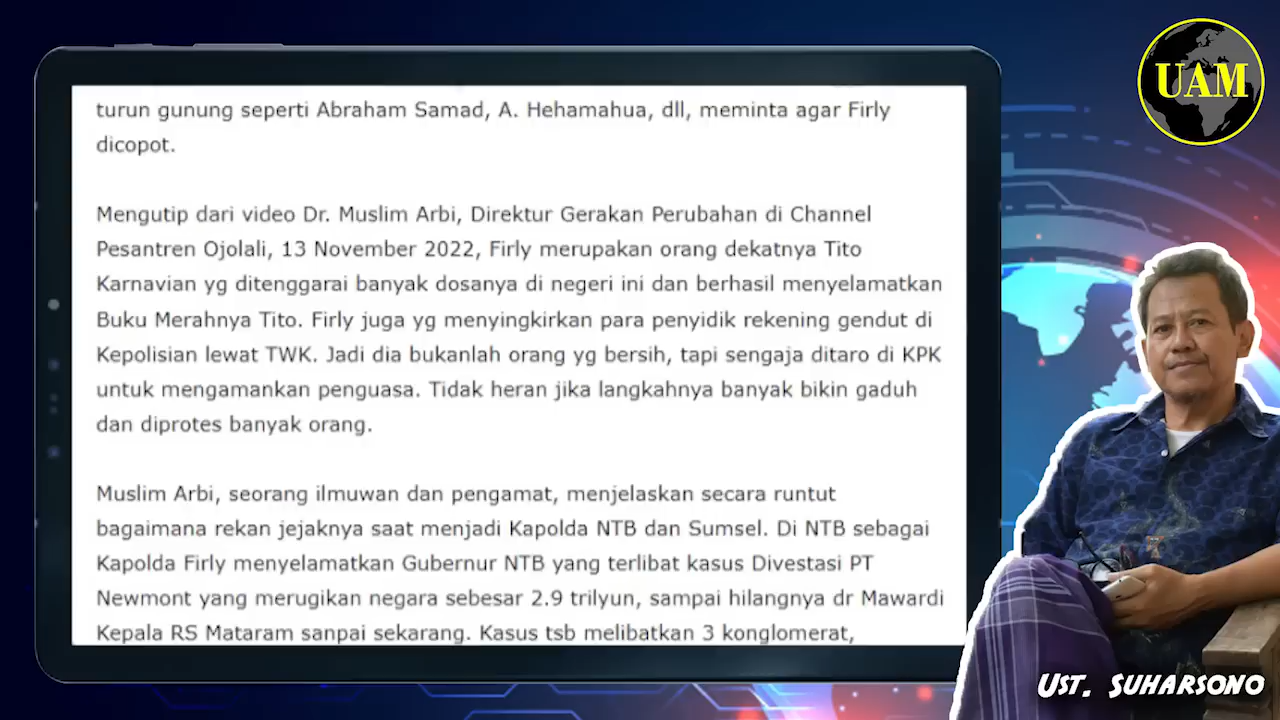 turun gunung seperti Abraham Samad, A. Hehamahua, dll, meminta agar Firly
dicopot.
Mengutip dari video Dr. Muslim Arbi, Direktur Gerakan Perubahan di Channel
Pesantren Ojolali, 13 November 2022, Firly merupakan orang dekatnya Tito
Karnavian yg ditenggarai banyak dosanya di negeri ini dan berhasil menyelamatkan
Buku Merahnya Tito. Firly juga yg menyingkirkan para penyidik rekening gendut di
Kepolisian lewat TWK. Jadi dia bukanlah orang yg bersih, tapi sengaja ditaro di KPK
untuk mengamankan penguasa. Tidak heran jika langkahnya banyak bikin gaduh
dan diprotes banyak orang.
Muslim Arbi, seorang ilmuwan dan pengamat, menjelaskan secara runtut
bagaimana rekan jejaknya saat menjadi Kapolda NTB dan Sumsel. Di NTB sebagai
Kapolda Firly menyelamatkan Gubernur NTB yang terlibat kasus Divestasi PT
Newmont yang merugikan negara sebesar 2.9 trilyun, sampai hilangnya dr Mawardi
Kepala RS Mataram sanpai sekarang. Kasus tsb melibatkan 3 konglomerat,
UAM
UST. SUHARSONO